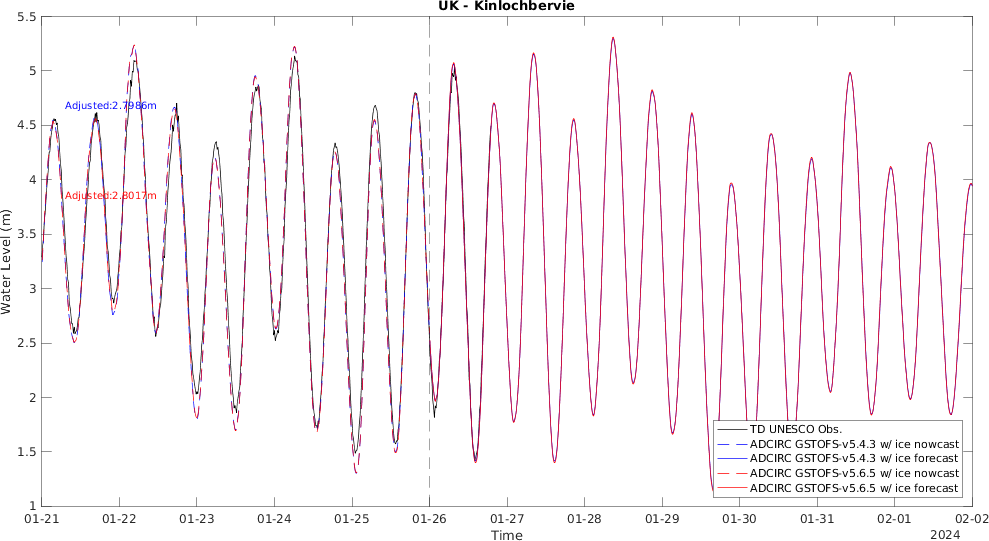 UK - Kinlochbervie
5.5
5
4.5
4
3.5
3
2.5
2
1.5
1
Water Level (m)
Adjusted:2.7986m
Adjusted:2.8017m
TD UNESCO Obs.
ADCIRC GSTOFS-v5.4.3 w/ ice nowcast
ADCIRC GSTOFS-v5.4.3 w/ ice forecast
ADCIRC GSTOFS-v5.6.5 w/ ice nowcast
ADCIRC GSTOFS-v5.6.5 w/ ice forecast
01-21 01-22 01-23 01-24 01-25 01-26 01-27 01-28 01-29 01-30 01-31 02-01 02-02
Time
2024